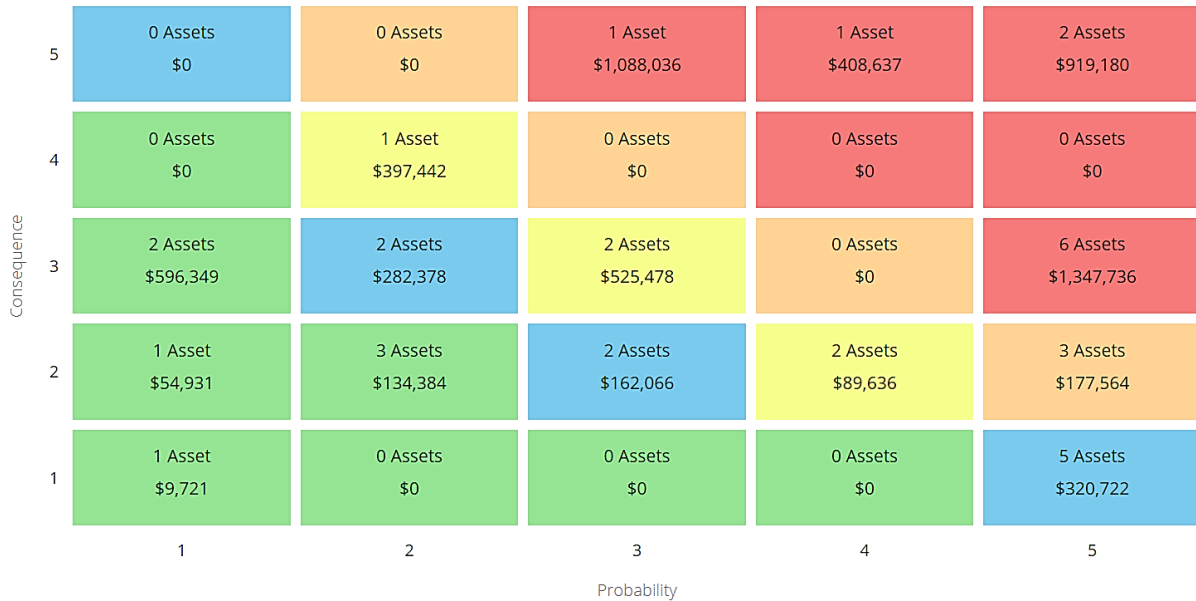 0 Assets
$0
0 Assets
$0
1 Asset
$1,088,036
1 Asset
$408,637
2 Assets
$919,180
5
0 Assets
$0
1 Asset
$397,442
0 Assets
$0
0 Assets
$0
0 Assets
$0
4
Consequence
2 Assets
$596,349
2 Assets
$282,378
2 Assets
$525,478
0 Assets
$0
6 Assets
$1,347,736
3
1 Asset
$54,931
3 Assets
$134,384
2 Assets
$162,066
2 Assets
$89,636
3 Assets
$177,564
2
1 Asset
$9,721
0 Assets
$0
0 Assets
$0
0 Assets
$0
5 Assets
$320,722
1
1
2
3
4
5
Probability